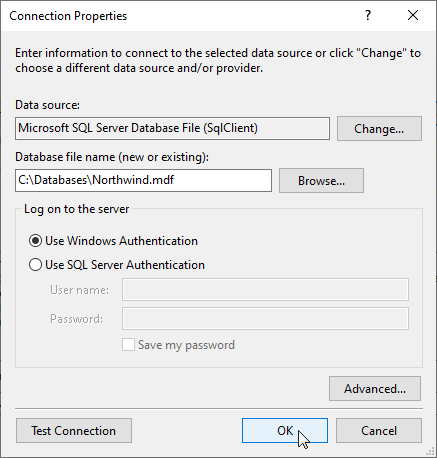 Connection Properties
Enter information to connect to the selected data source or click "Change" to
choose a different data source and/or provider.
Data source:
Microsoft SQL Server Database File (SqlClient)
Change...
Database file name (new or existing):
C:\Databases\Northwind.mdf
Browse...
Log on to the server
Use Windows Authentication
Use SQL Server Authentication
User name:
Password:
Save my password
Advanced...
Test Connection
OK
Cancel